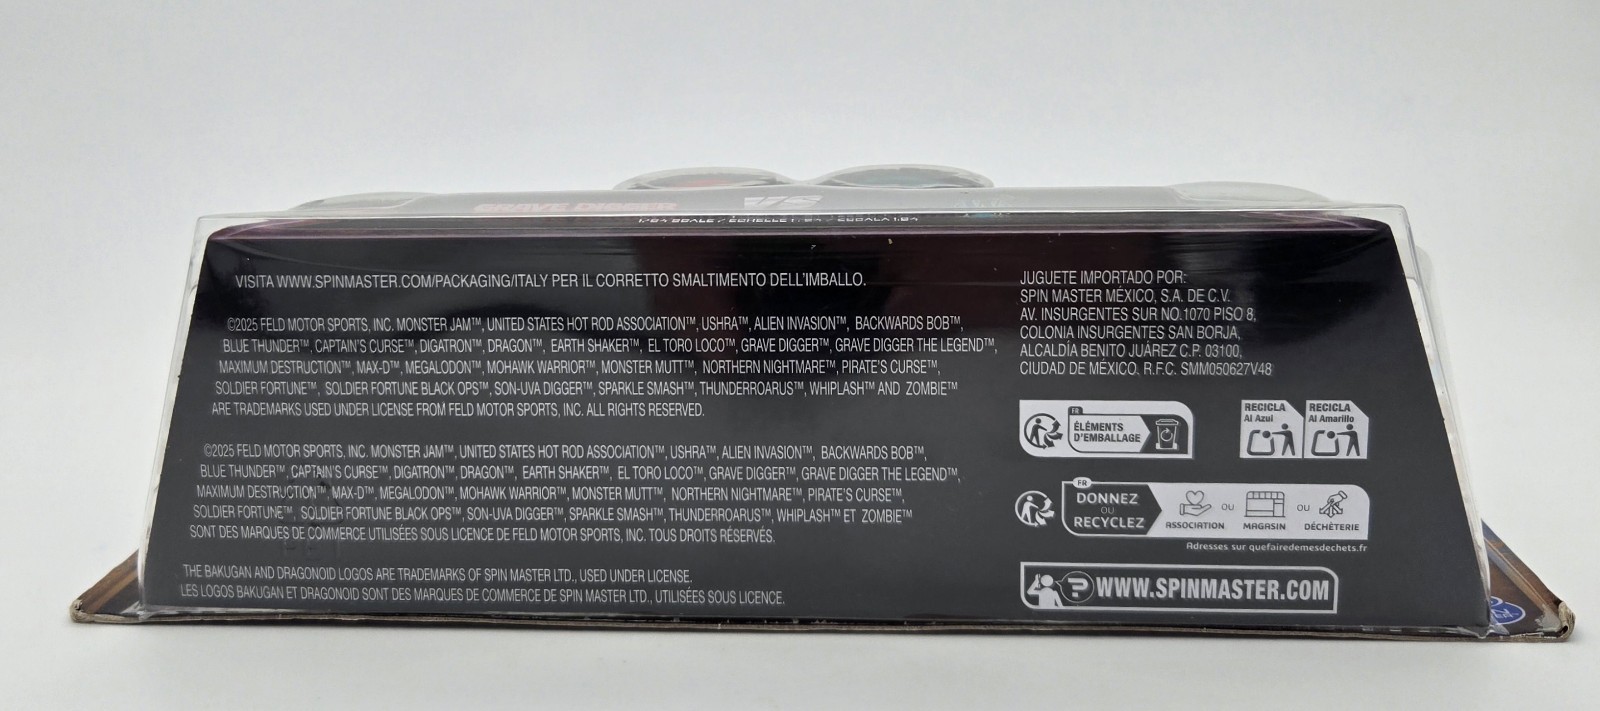 GRAVE DIGGER VS
1:64 SCALE / ÉCHELLE 1:64 / ESCALA 1:64
VISITA WWW.SPINMASTER.COM/PACKAGING/ITALY PER IL CORRETTO SMALTIMENTO DELL'IMBALLO.
©2025 FELD MOTOR SPORTS, INC. MONSTER JAM™, UNITED STATES HOT ROD ASSOCIATION™, USHRA™, ALIEN INVASION™, BACKWARDS BOB™,
BLUE THUNDER™, CAPTAIN'S CURSE™, DIGATRON™, DRAGON™, EARTH SHAKER™, EL TORO LOCO™, GRAVE DIGGER™, GRAVE DIGGER THE LEGEND™,
MAXIMUM DESTRUCTION™, MAX-D™, MEGALODON™, MOHAWK WARRIOR™, MONSTER MUTT™, NORTHERN NIGHTMARE™, PIRATE'S CURSE™,
SOLDIER FORTUNE™, SOLDIER FORTUNE BLACK OPS™, SON-UVA DIGGER™, SPARKLE SMASH™, THUNDERROARUS™, WHIPLASH™ AND ZOMBIE™
ARE TRADEMARKS USED UNDER LICENSE FROM FELD MOTOR SPORTS, INC. ALL RIGHTS RESERVED.
©2025 FELD MOTOR SPORTS, INC. MONSTER JAM™, UNITED STATES HOT ROD ASSOCIATION™, USHRA™, ALIEN INVASION™, BACKWARDS BOB™,
BLUE THUNDER™, CAPTAIN'S CURSE™, DIGATRON™, DRAGON™, EARTH SHAKER™, EL TORO LOCO™, GRAVE DIGGER™, GRAVE DIGGER THE LEGEND™,
MAXIMUM DESTRUCTION™, MAX-D™, MEGALODON™, MOHAWK WARRIOR™, MONSTER MUTT™, NORTHERN NIGHTMARE™, PIRATE'S CURSE™,
SOLDIER FORTUNE™, SOLDIER FORTUNE BLACK OPS™, SON-UVA DIGGER™, SPARKLE SMASH™, THUNDERROARUS™, WHIPLASH™ ET ZOMBIE™
SONT DES MARQUES DE COMMERCE UTILISÉES SOUS LICENCE DE FELD MOTOR SPORTS, INC. TOUS DROITS RÉSERVÉS.
THE BAKUGAN AND DRAGONOID LOGOS ARE TRADEMARKS OF SPIN MASTER LTD., USED UNDER LICENSE.
LES LOGOS BAKUGAN ET DRAGONOID SONT DES MARQUES DE COMMERCE DE SPIN MASTER LTD., UTILISÉES SOUS LICENCE.
JUGUETE IMPORTADO POR:
SPIN MASTER MÉXICO, S.A. DE C.V.
AV. INSURGENTES SUR NO.1070 PISO 8,
COLONIA INSURGENTES SAN BORJA,
ALCALDÍA BENITO JUÁREZ C.P. 03100,
CIUDAD DE MÉXICO. R.F.C. SMM050627V48
FR
ÉLÉMENTS
D'EMBALLAGE
RECICLA
Al Azul
RECICLA
Al Amarillo
FR
DONNEZ
OU
RECYCLEZ
ASSOCIATION OU MAGASIN OU DÉCHÈTERIE
Adresses sur quefairedemesdechets.fr
WWW.SPINMASTER.COM